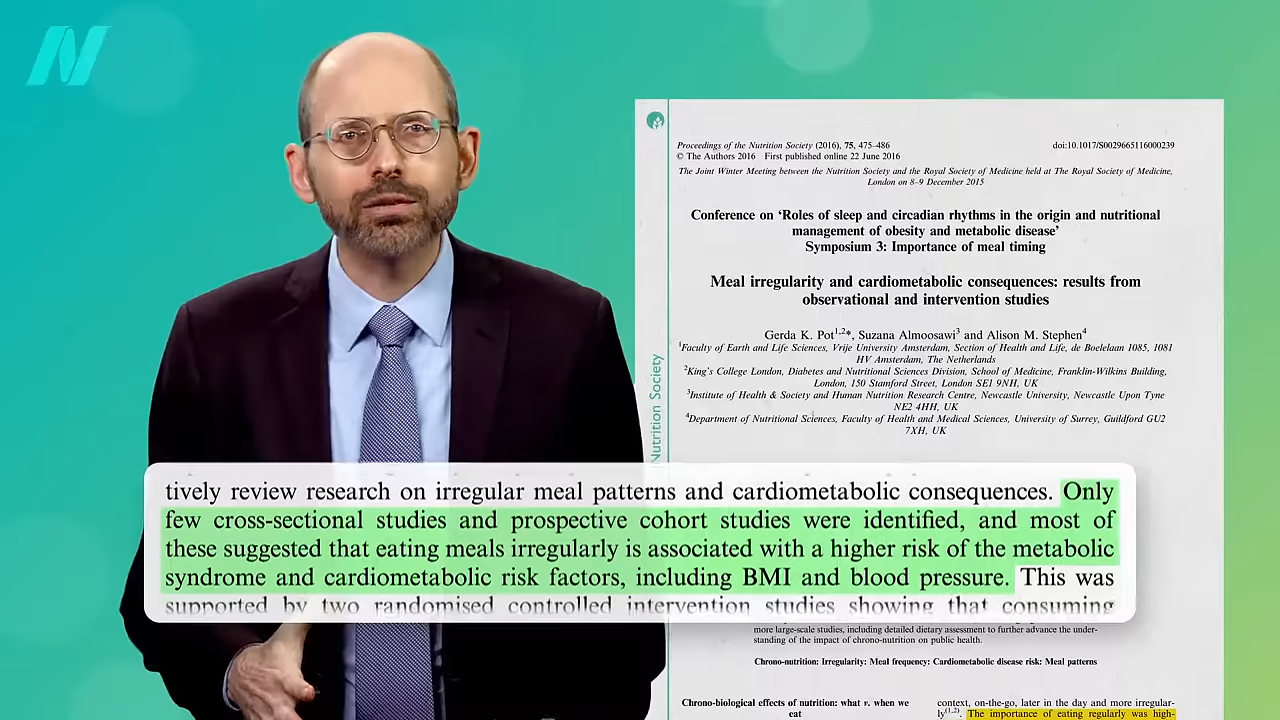 N
Proceedings of the Nutrition Society (2016), 75, 475–486
doi:10.1017/S0029665116000239
© The Authors 2016 First published online 22 June 2016
The Joint Winter Meeting between the Nutrition Society and the Royal Society of Medicine held at The Royal Society of Medicine,
London on 8–9 December 2015
Conference on ‘Roles of sleep and circadian rhythms in the origin and nutritional
management of obesity and metabolic disease’
Symposium 3: Importance of meal timing
Meal irregularity and cardiometabolic consequences: results from
observational and intervention studies
Gerda K. Pot1,2*, Suzana Almoosawi3 and Alison M. Stephen4
1Faculty of Earth and Life Sciences, Vrije University Amsterdam, Section of Health and Life, de Boelelaan 1085, 1081
HV Amsterdam, The Netherlands
2King's College London, Diabetes and Nutritional Sciences Division, School of Medicine, Franklin-Wilkins Building,
London, 150 Stamford Street, London SE1 9NH, UK
3Institute of Health & Society and Human Nutrition Research Centre, Newcastle University, Newcastle Upon Tyne
NE2 4HH, UK
4Department of Nutritional Sciences, Faculty of Health and Medical Sciences, University of Surrey, Guildford GU2
7XH, UK
Nutrition Society
tively review research on irregular meal patterns and cardiometabolic consequences. Only
few cross-sectional studies and prospective cohort studies were identified, and most of
these suggested that eating meals irregularly is associated with a higher risk of the metabolic
syndrome and cardiometabolic risk factors, including BMI and blood pressure. This was
supported by two randomised controlled intervention studies showing that consuming
more large-scale studies, including detailed dietary assessment to further advance the under-
standing of the impact of chrono-nutrition on public health.
Chrono-nutrition: Irregularity: Meal frequency: Cardiometabolic disease risk: Meal patterns
Chrono-biological effects of nutrition: what v. when we
eat
context, on-the-go, later in the day and more irregular-
ly(1,2). The importance of eating regularly was high-